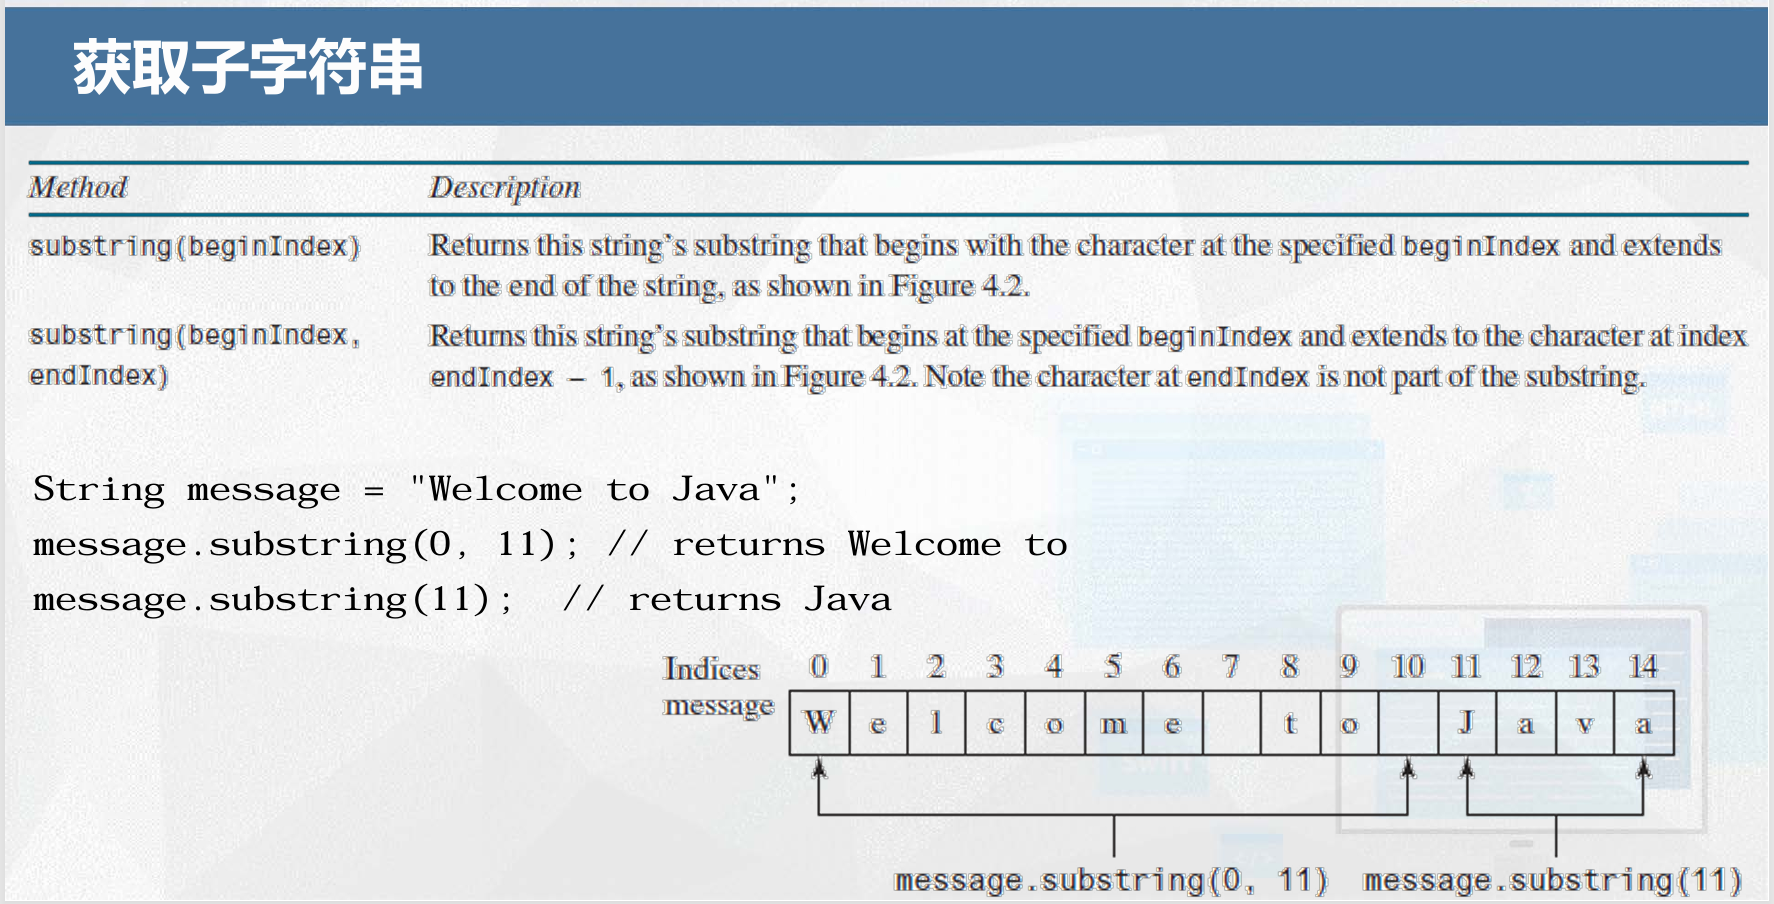 获取子字符串
Method Description
substring(beginIndex) Returns this string's substring that begins with the character at the specified beginIndex and extends
to the end of the string, as shown in Figure 4.2.
substring(beginIndex, Returns this string's substring that begins at the specified beginIndex and extends to the character at index
endIndex) endIndex – 1, as shown in Figure 4.2. Note the character at endIndex is not part of the substring.
String message = "Welcome to Java";
message.substring(0, 11); // returns Welcome to
message.substring(11);  // returns Java
Indices 0 1 2 3 4 5 6 7 8 9 10 11 12 13 14
message W e l c o m e t o J a v a
message.substring(0, 11) message.substring(11)